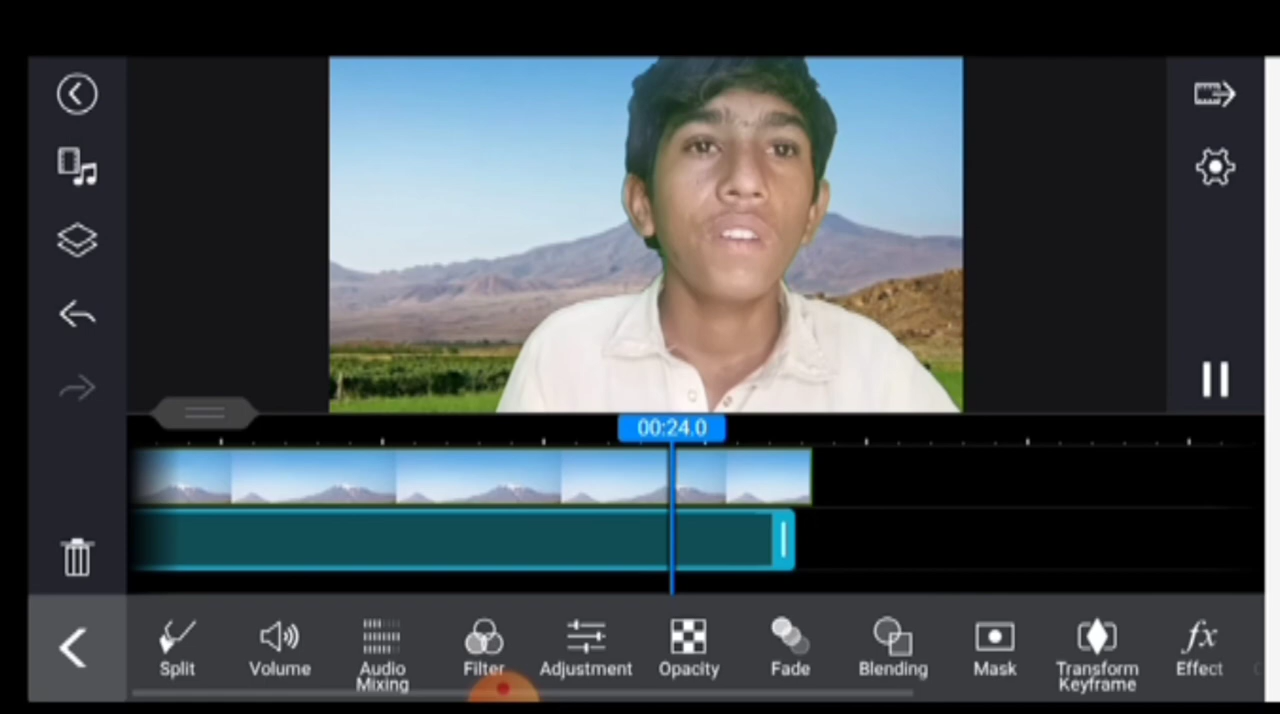 00:24.0
Split
Volume
Audio
Mixing
Filter
Adjustment
Opacity
Fade
Blending
Mask
Transform
Keyframe
fx
Effect